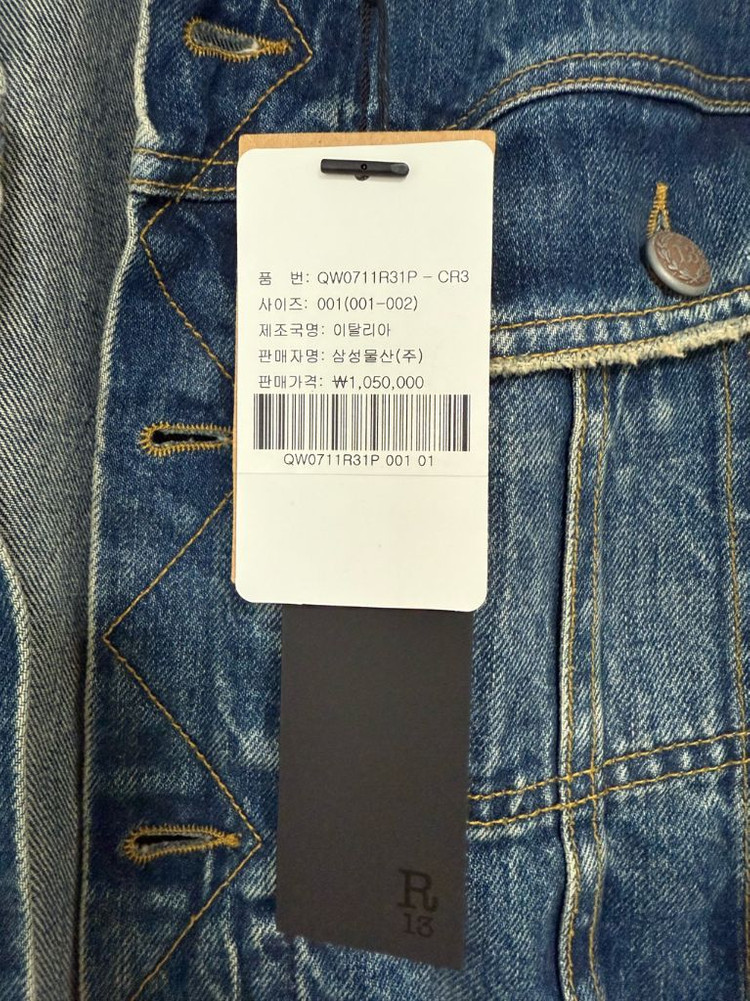 품 번: QW0711R31P - CR3
사이즈: 001(001-002)
제조국명: 이탈리아
판매자명: 삼성물산(주)
판매가격: ₩1,050,000
QW0711R31P 001 01
R
13